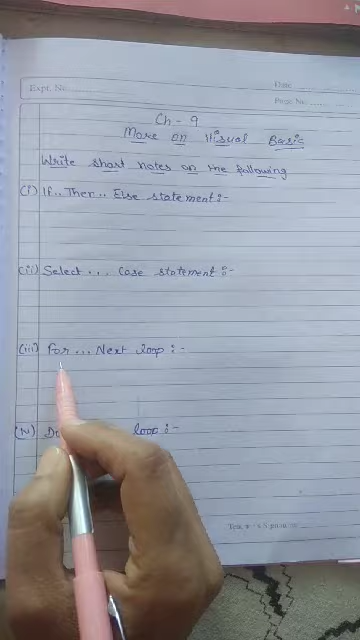 Expt. No.
Date
Page No.
Ch - 9
More on Visual Basic
Write short notes on the following
(i) If.. Then.. Else statement :-
(ii) Select ... Case statement :-
(iii) For ... Next loop :-
(iv) Do loop :-